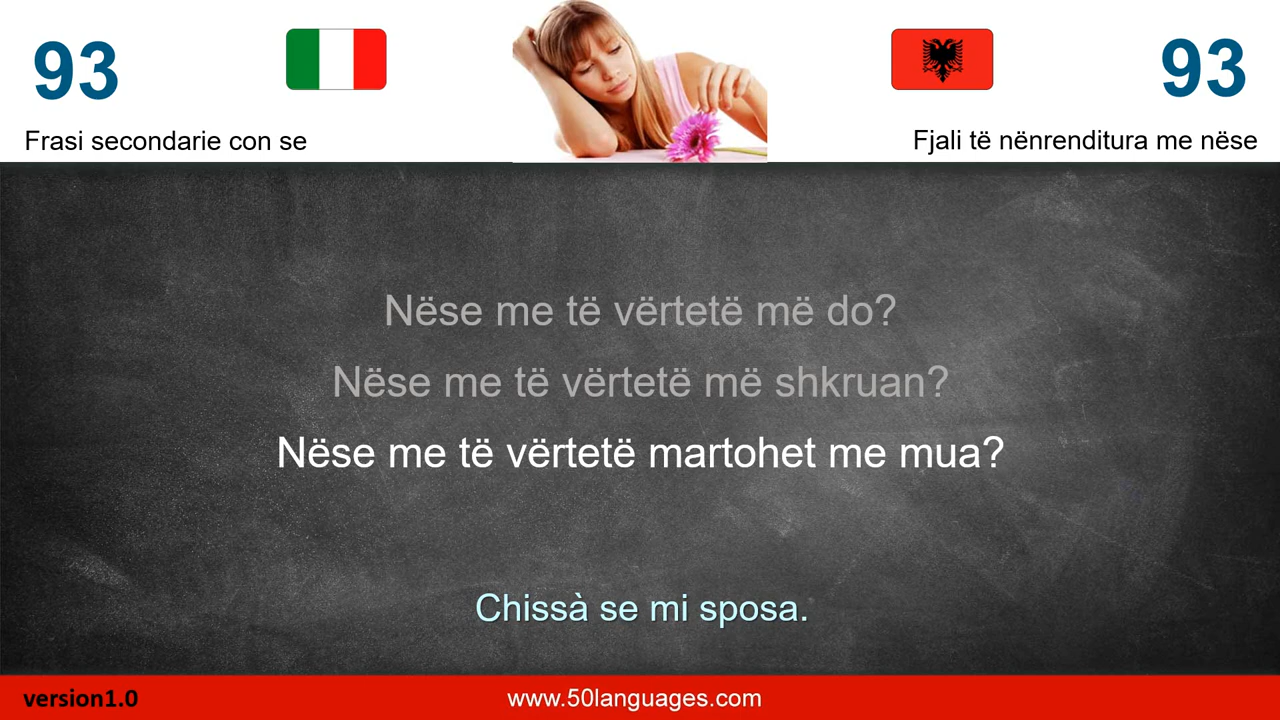 93
93
Frasi secondarie con se
Fjali të nënrenditura me nëse
Nëse me të vërtetë më do?
Nëse me të vërtetë më shkruan?
Nëse me të vërtetë martohet me mua?
Chissà se mi sposa.
version1.0
www.50languages.com